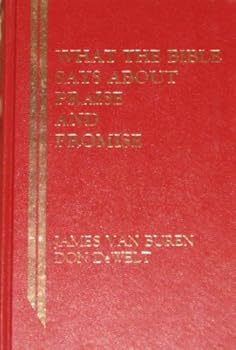 WHAT THE BIBLE
SAYS ABOUT
PRAISE
AND
PROMISE
JAMES VAN BUREN
DON DeWELT